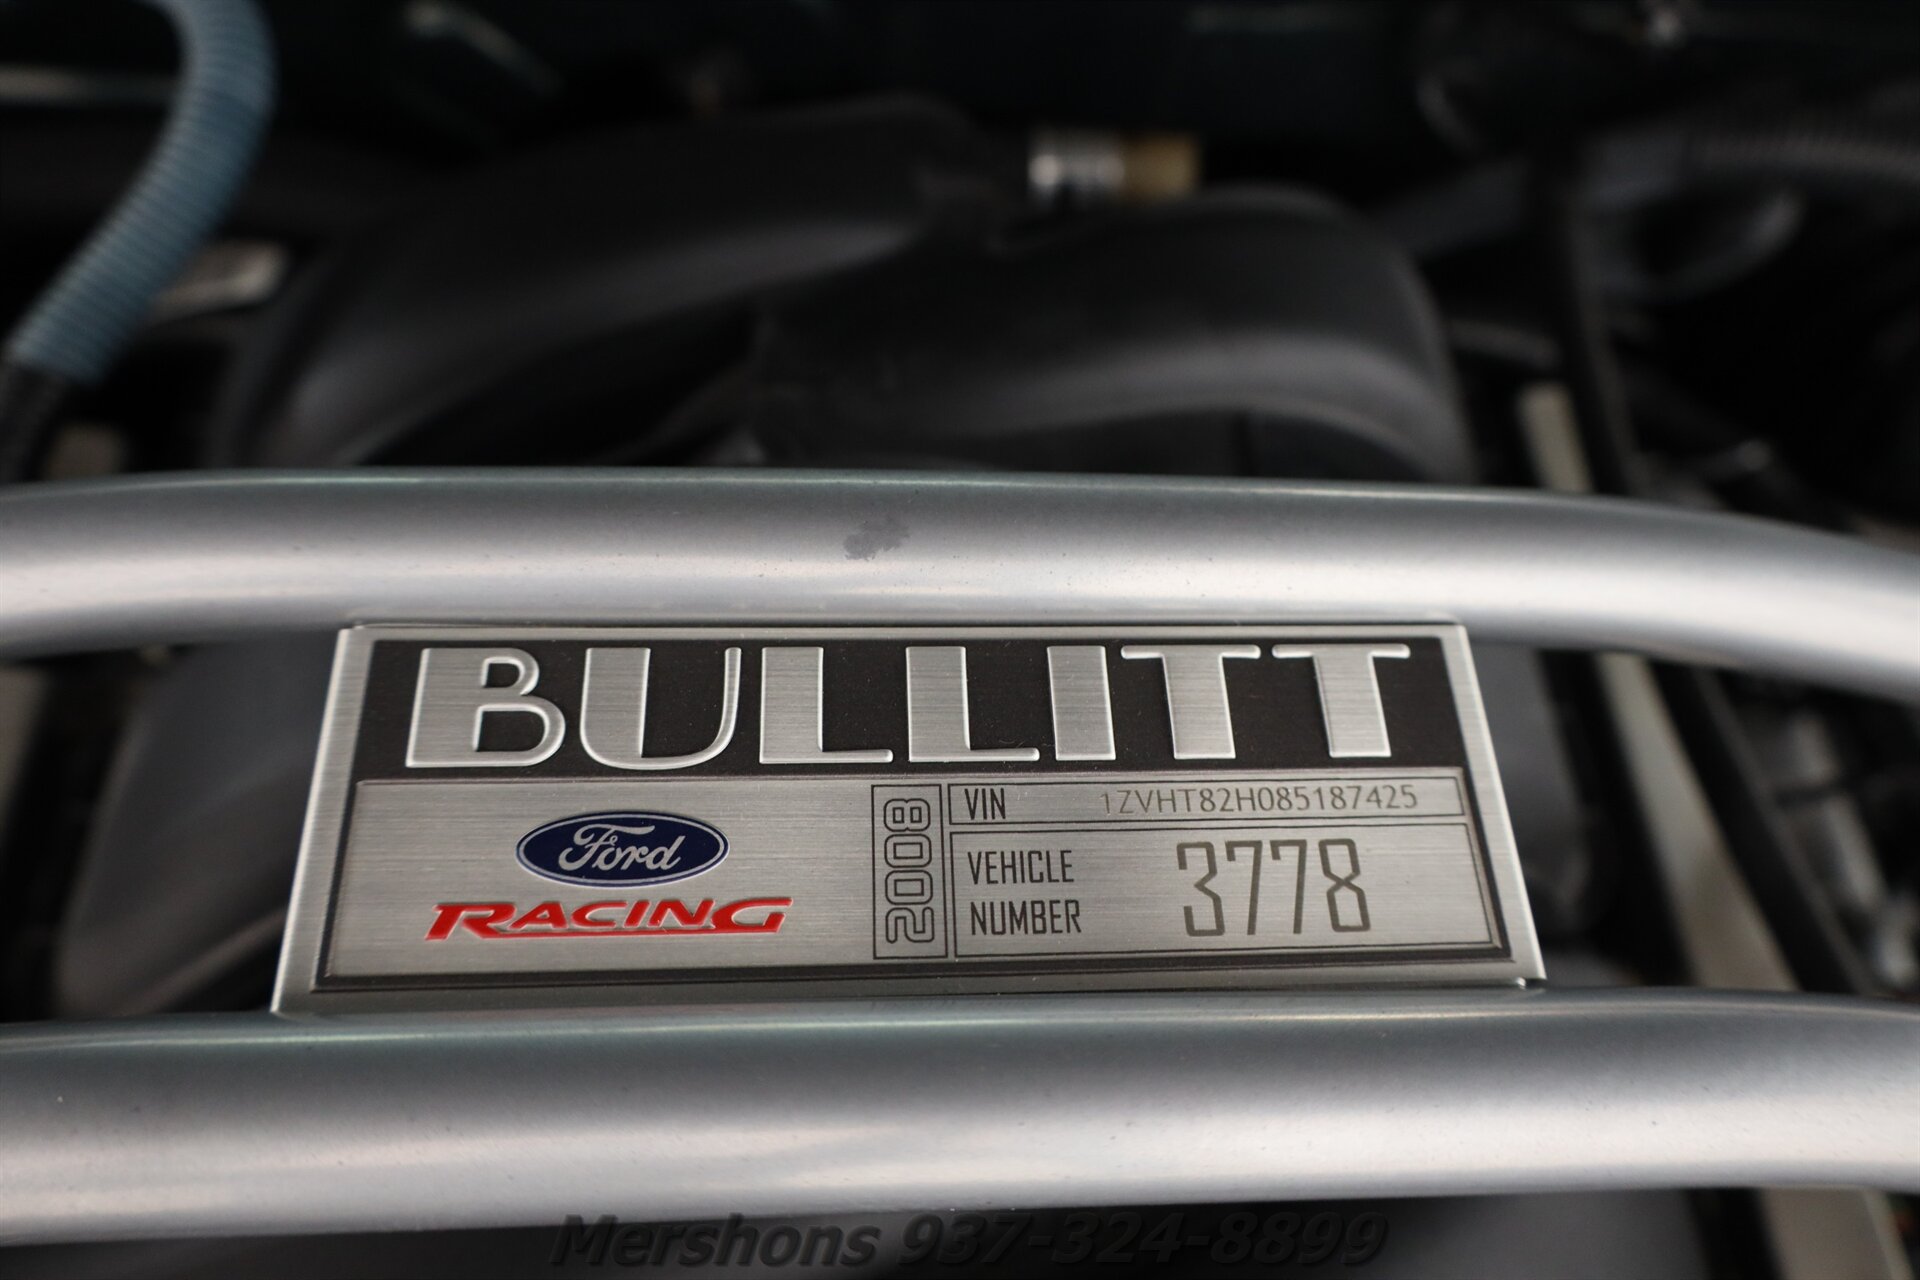 BULLITT
Ford
RACING
2008
VIN 1ZVHT82H085187425
VEHICLE
NUMBER
3778
Mershons 937-324-8899